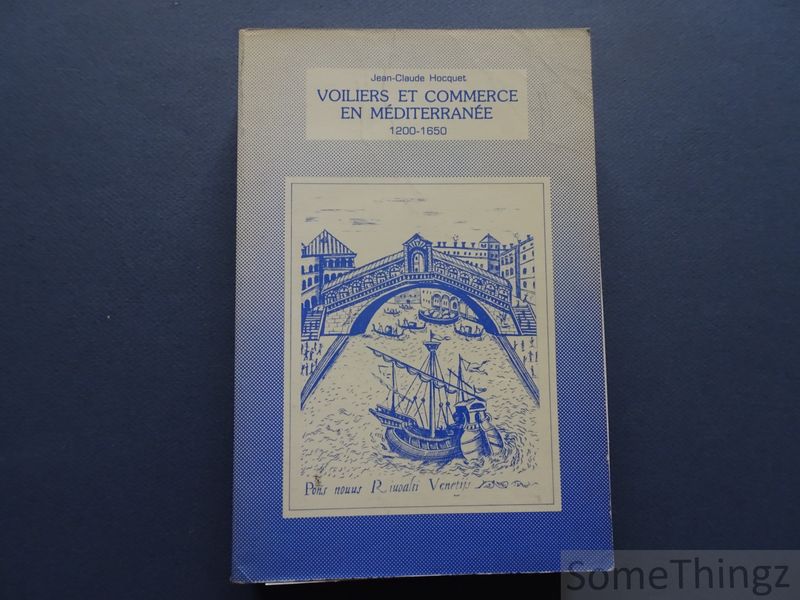 Jean-Claude Hocquet
VOILIERS ET COMMERCE
EN MÉDITERRANÉE
1200-1650
Pons nouus Riuoalti Venetijs
SomeThingz